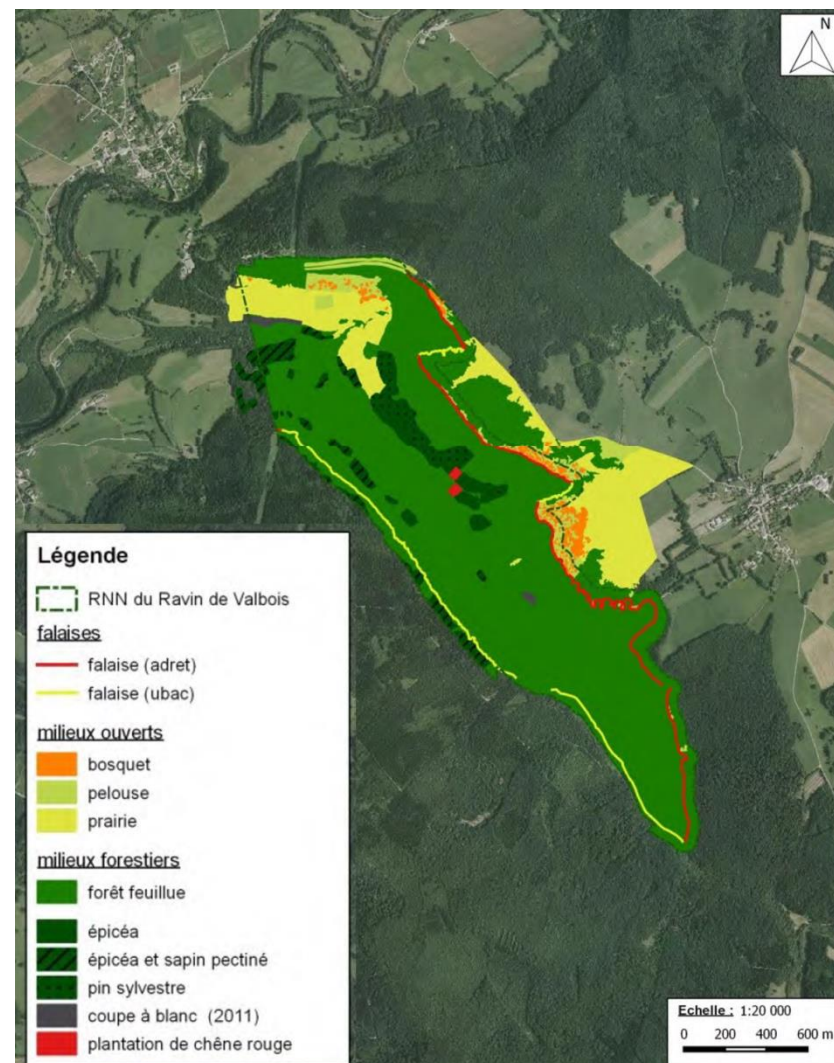 N
Légende
RNN du Ravin de Valbois
falaises
falaise (adret)
falaise (ubac)
milieux ouverts
bosquet
pelouse
prairie
milieux forestiers
forêt feuillue
épicéa
épicéa et sapin pectiné
pin sylvestre
coupe à blanc (2011)
plantation de chêne rouge
Echelle : 1:20 000
0 200 400 600 m